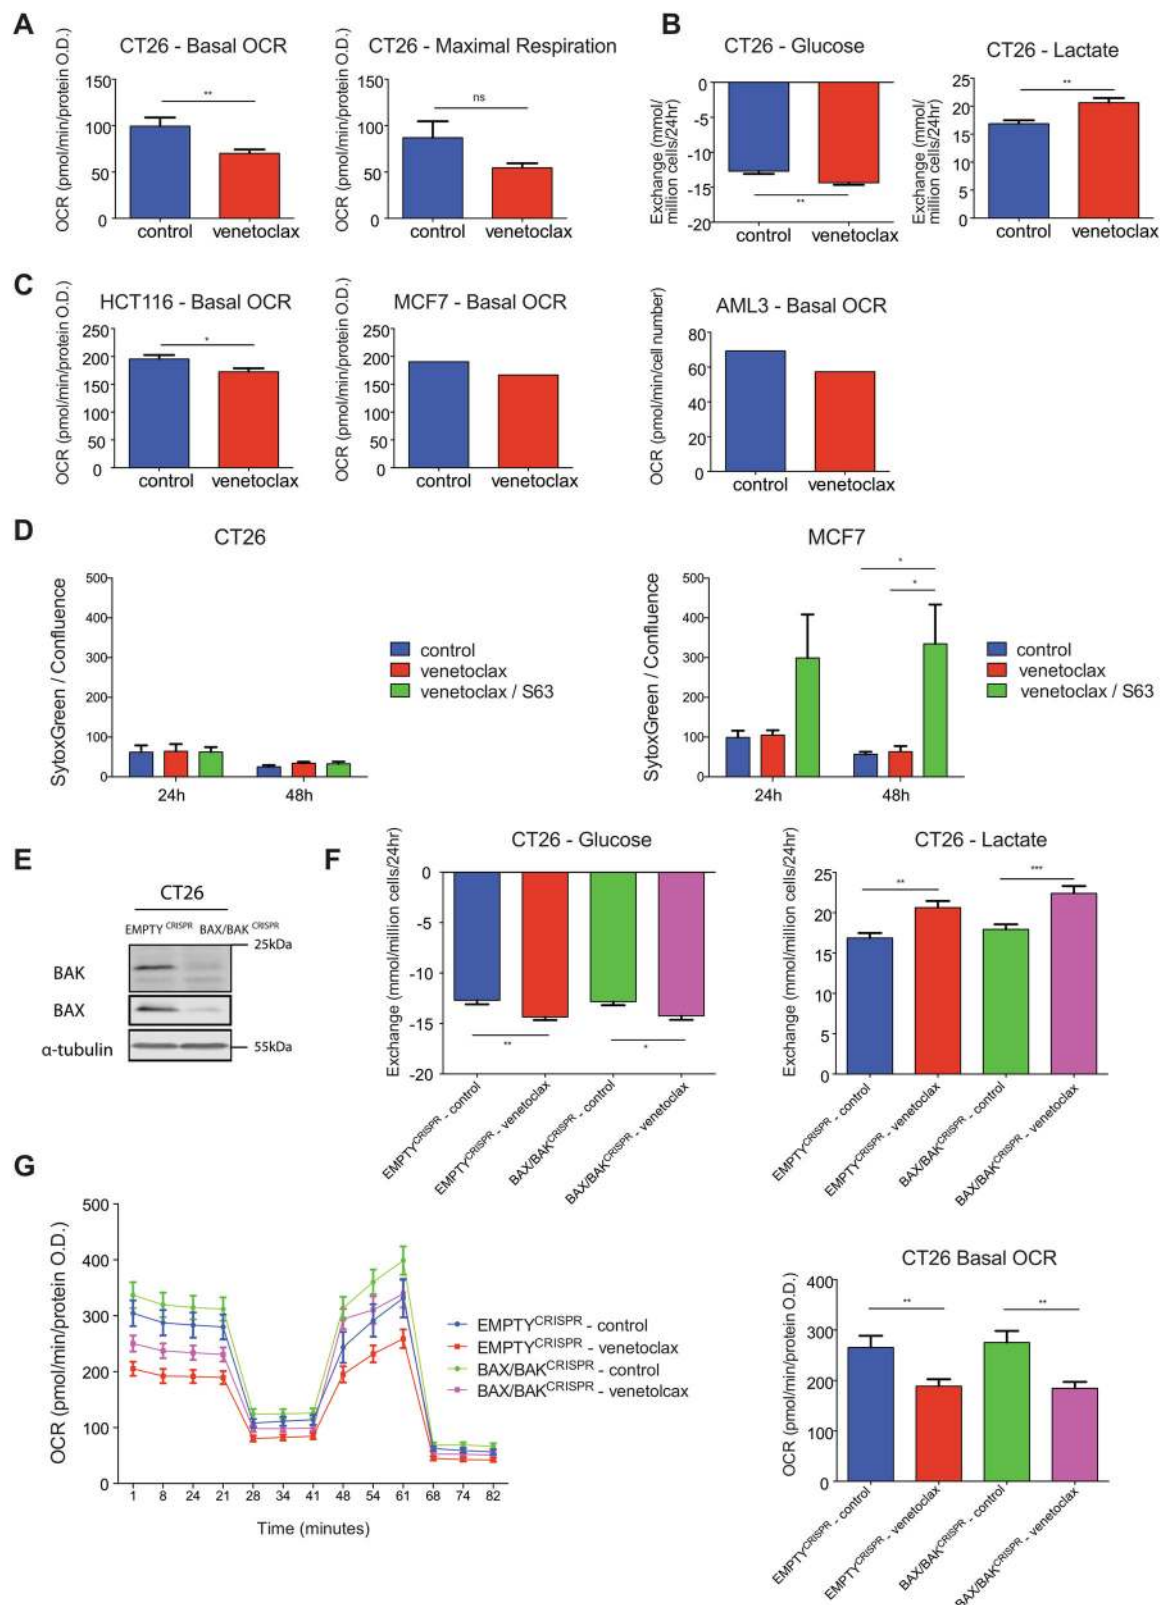 A
CT26 - Basal OCR
OCR (pmol/min/protein O.D.)
150
100
50
0
**
control
venetoclax
CT26 - Maximal Respiration
OCR (pmol/min/protein O.D.)
150
100
50
0
ns
control
venetoclax
B
CT26 - Glucose
Exchange (mmol/
million cells/24hr)
0
-5
-10
-15
-20
**
control
venetoclax
CT26 - Lactate
Exchange (mmol/
million cells/24hr)
25
20
15
10
5
0
**
control
venetoclax
C
HCT116 - Basal OCR
OCR (pmol/min/protein O.D.)
250
200
150
100
50
0
*
control
venetoclax
MCF7 - Basal OCR
OCR (pmol/min/protein O.D.)
250
200
150
100
50
0
control
venetoclax
AML3 - Basal OCR
OCR (pmol/min/cell number)
80
60
40
20
0
control
venetoclax
D
CT26
SytoxGreen / Confluence
500
400
300
200
100
0
24h
48h
control
venetoclax
venetoclax / S63
MCF7
SytoxGreen / Confluence
500
400
300
200
100
0
*
*
24h
48h
control
venetoclax
venetoclax / S63
E
CT26
EMPTY CRISPR BAX/BAK CRISPR
25kDa
BAK
BAX
α-tubulin
55kDa
F
CT26 - Glucose
Exchange (mmol/million cells/24hr)
0
-5
-10
-15
-20
**
*
EMPTYCRISPR - control
EMPTYCRISPR - venetoclax
BAX/BAKCRISPR - control
BAX/BAKCRISPR - venetoclax
CT26 - Lactate
Exchange (mmol/million cells/24hr)
25
20
15
10
5
0
**
***
EMPTYCRISPR - control
EMPTYCRISPR - venetoclax
BAX/BAKCRISPR - control
BAX/BAKCRISPR - venetoclax
G
OCR (pmol/min/protein O.D.)
500
400
300
200
100
0
1 8 24 21 28 34 41 48 54 61 68 74 82
Time (minutes)
EMPTYCRISPR - control
EMPTYCRISPR - venetoclax
BAX/BAKCRISPR - control
BAX/BAKCRISPR - venetolcax
CT26 Basal OCR
OCR (pmol/min/protein O.D.)
400
300
200
100
0
**
**
EMPTYCRISPR - control
EMPTYCRISPR - venetoclax
BAX/BAKCRISPR - control
BAX/BAKCRISPR - venetoclax